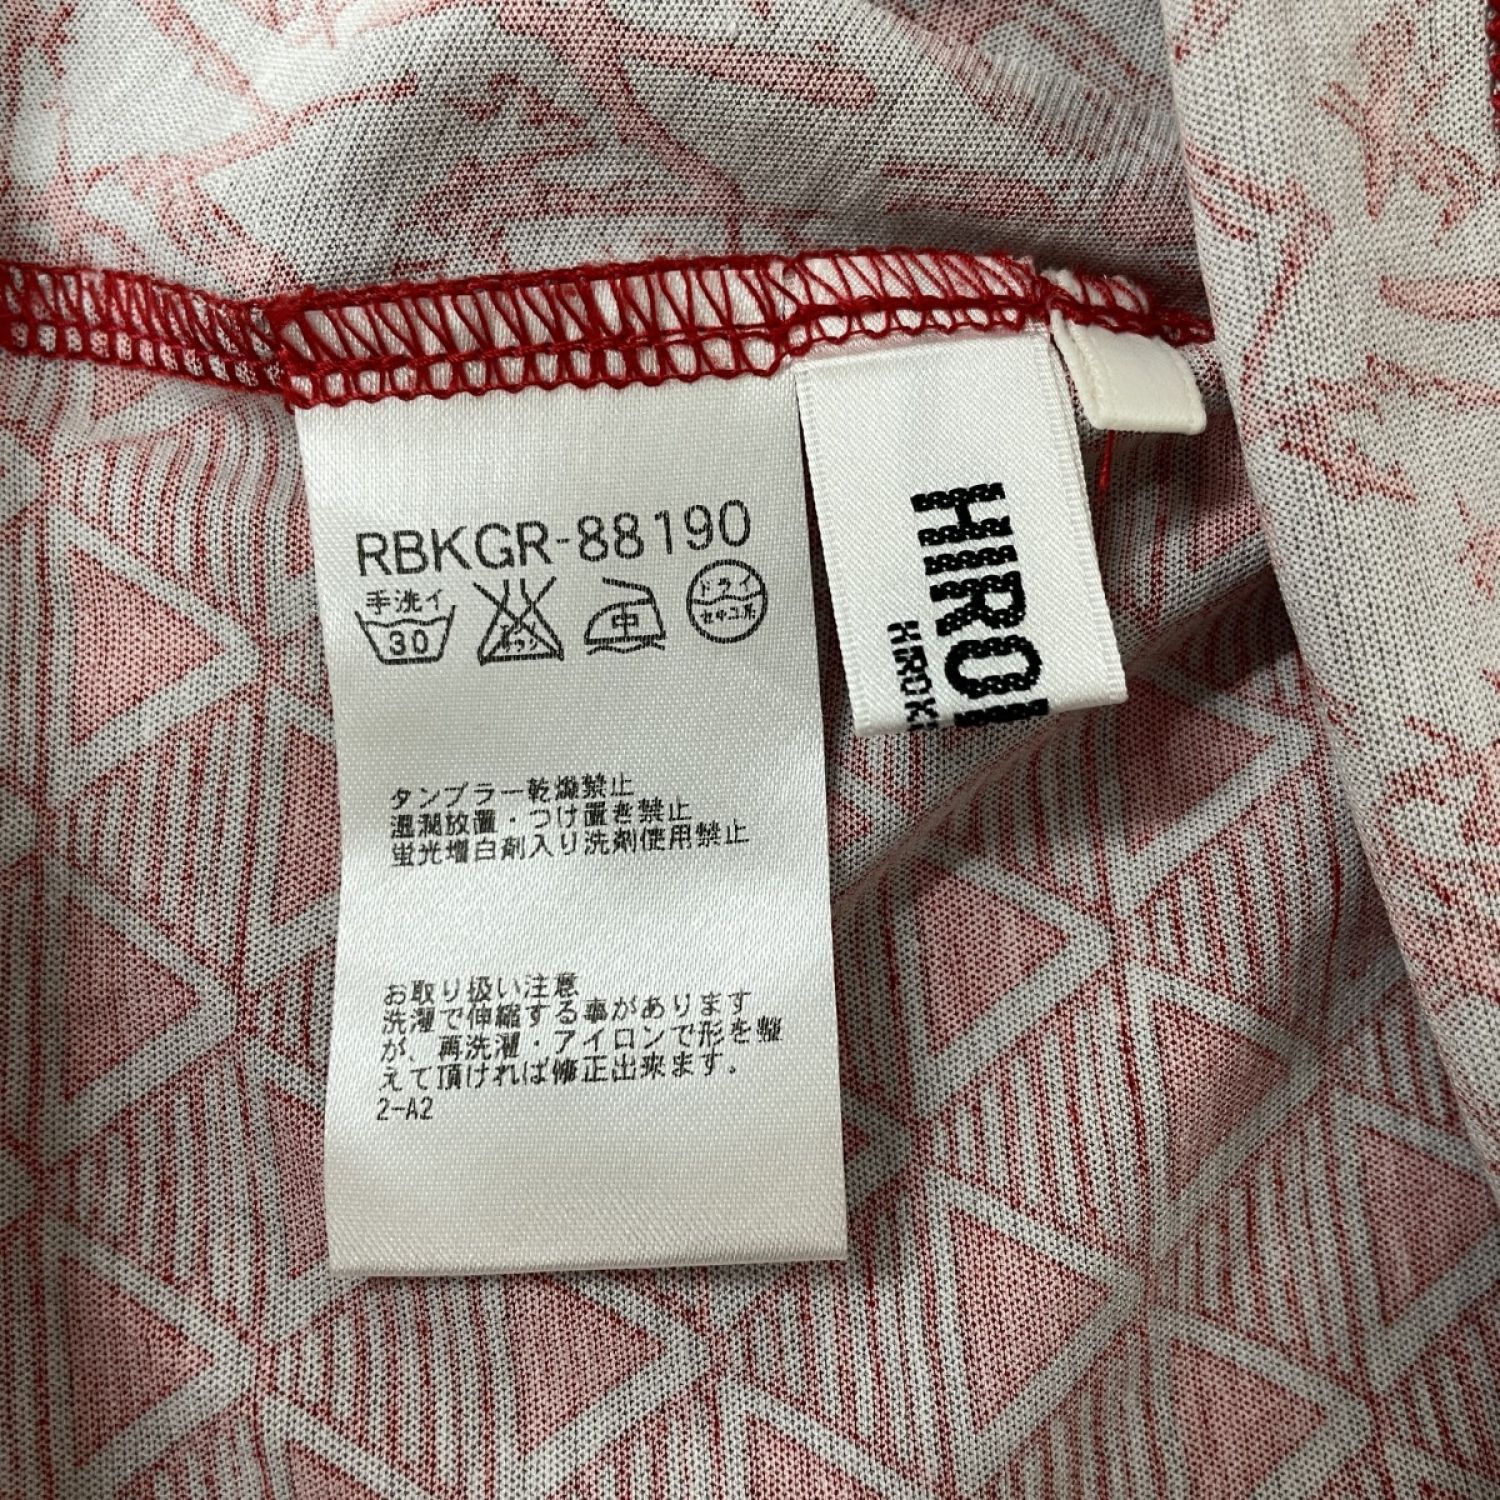 RBKGR-88190
手洗イ
30
中
ドライ
セキユ系
タンブラー乾燥禁止
湿潤放置・つけ置き禁止
蛍光増白剤入り洗剤使用禁止
お取り扱い注意
洗濯で伸縮する事があります
が、再洗濯・アイロンで形を整
えて頂ければ修正出来ます。
2-A2
HIRO
HIROK